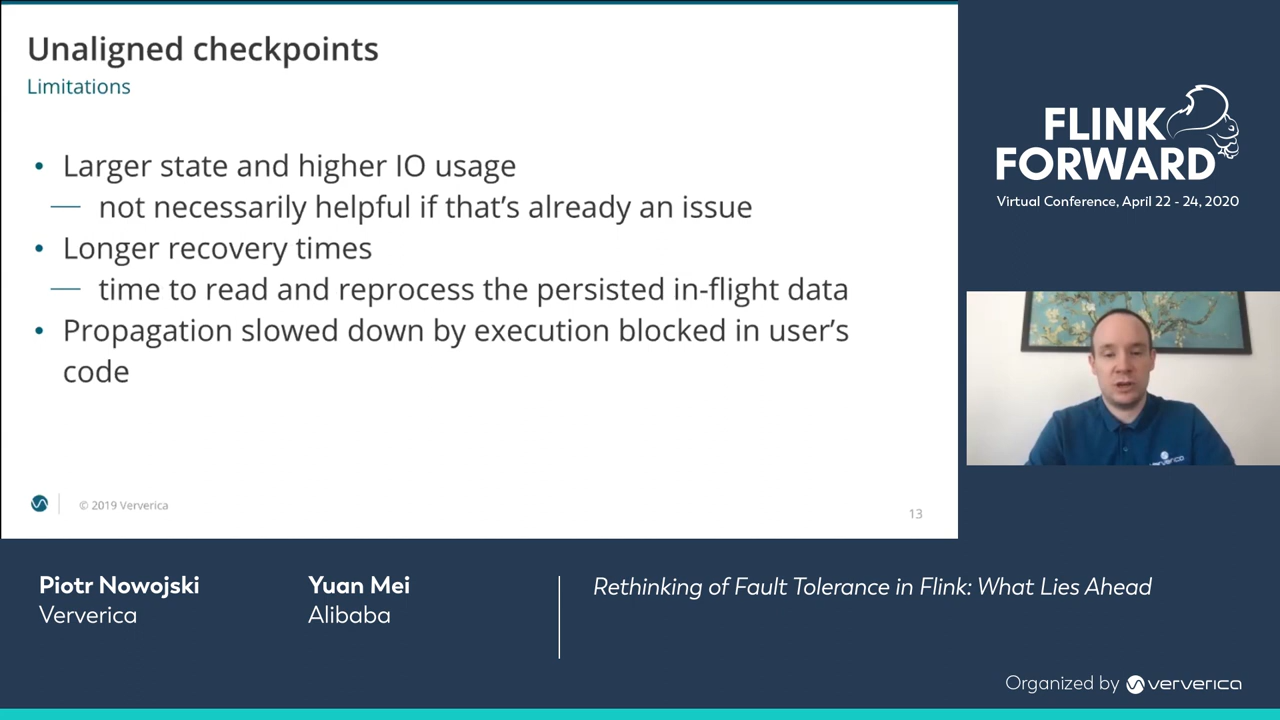 Unaligned checkpoints
Limitations
• Larger state and higher IO usage
— not necessarily helpful if that's already an issue
• Longer recovery times
— time to read and reprocess the persisted in-flight data
• Propagation slowed down by execution blocked in user's
code
© 2019 Ververica
13
FLINK
FORWARD
Virtual Conference, April 22 - 24, 2020
ververica
Piotr Nowojski
Ververica
Yuan Mei
Alibaba
Rethinking of Fault Tolerance in Flink: What Lies Ahead
Organized by ververica